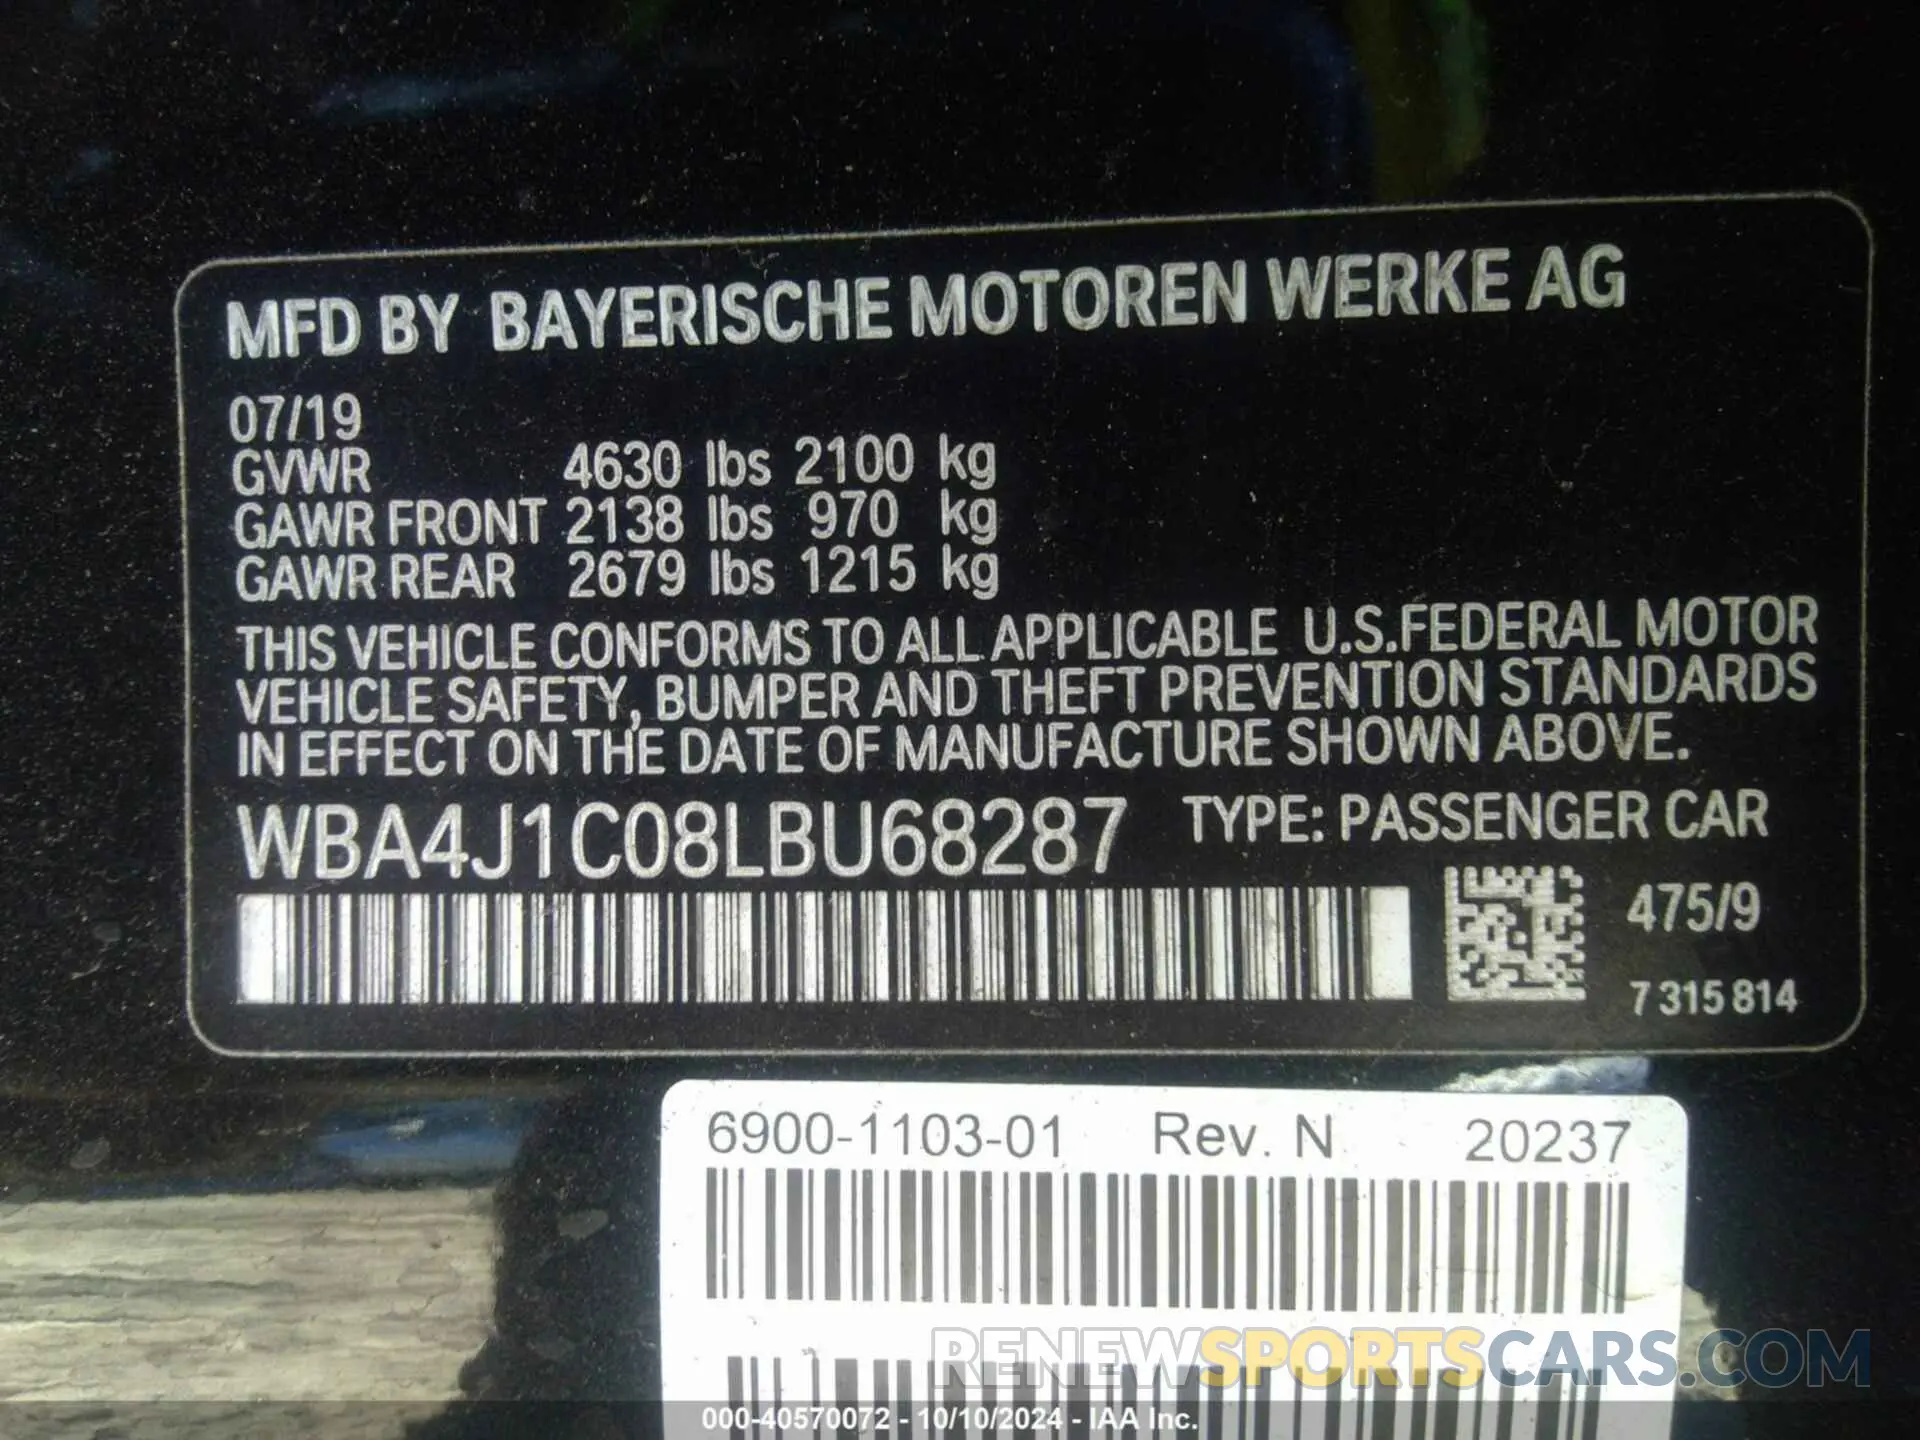 MFD BY BAYERISCHE MOTOREN WERKE AG
07/19
GVWR 4630 lbs 2100 kg
GAWR FRONT 2138 lbs 970 kg
GAWR REAR 2679 lbs 1215 kg
THIS VEHICLE CONFORMS TO ALL APPLICABLE U.S.FEDERAL MOTOR
VEHICLE SAFETY, BUMPER AND THEFT PREVENTION STANDARDS
IN EFFECT ON THE DATE OF MANUFACTURE SHOWN ABOVE.
WBA4J1C08LBU68287 TYPE: PASSENGER CAR
475/9
7 315 814
6900-1103-01 Rev. N 20237
RENEWSPORTSCARS.COM
000-40570072 - 10/10/2024 - IAA Inc.